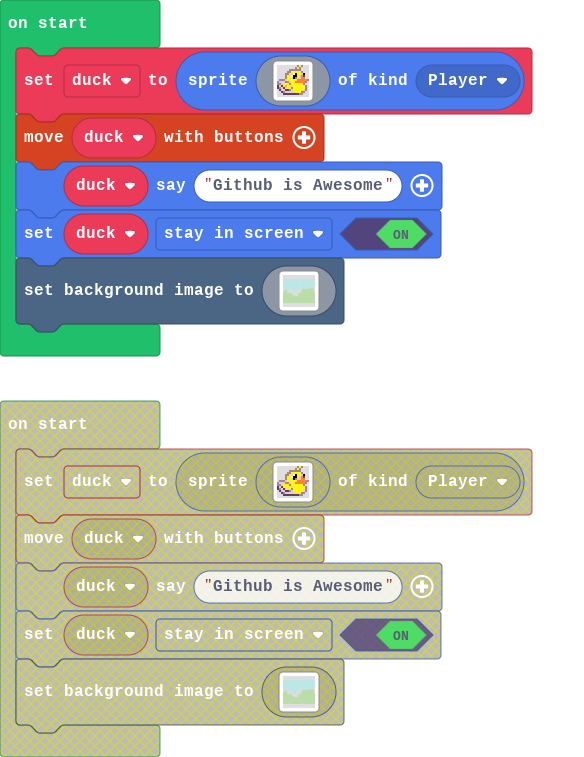 on start
set duck to sprite of kind Player
move duck with buttons
duck say "Github is Awesome"
set duck stay in screen ON
set background image to
on start
set duck to sprite of kind Player
move duck with buttons
duck say "Github is Awesome"
set duck stay in screen ON
set background image to